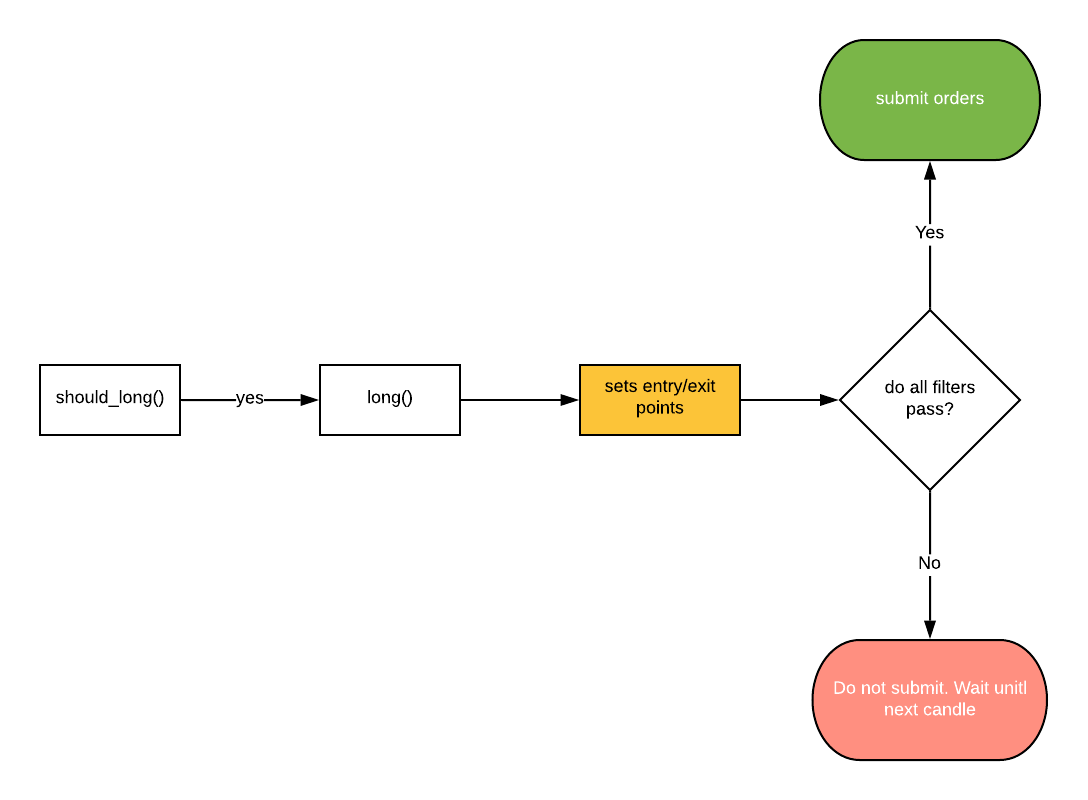 submit orders
Yes
should_long()
yes
long()
sets entry/exit
points
do all filters
pass?
No
Do not submit. Wait unitl
next candle